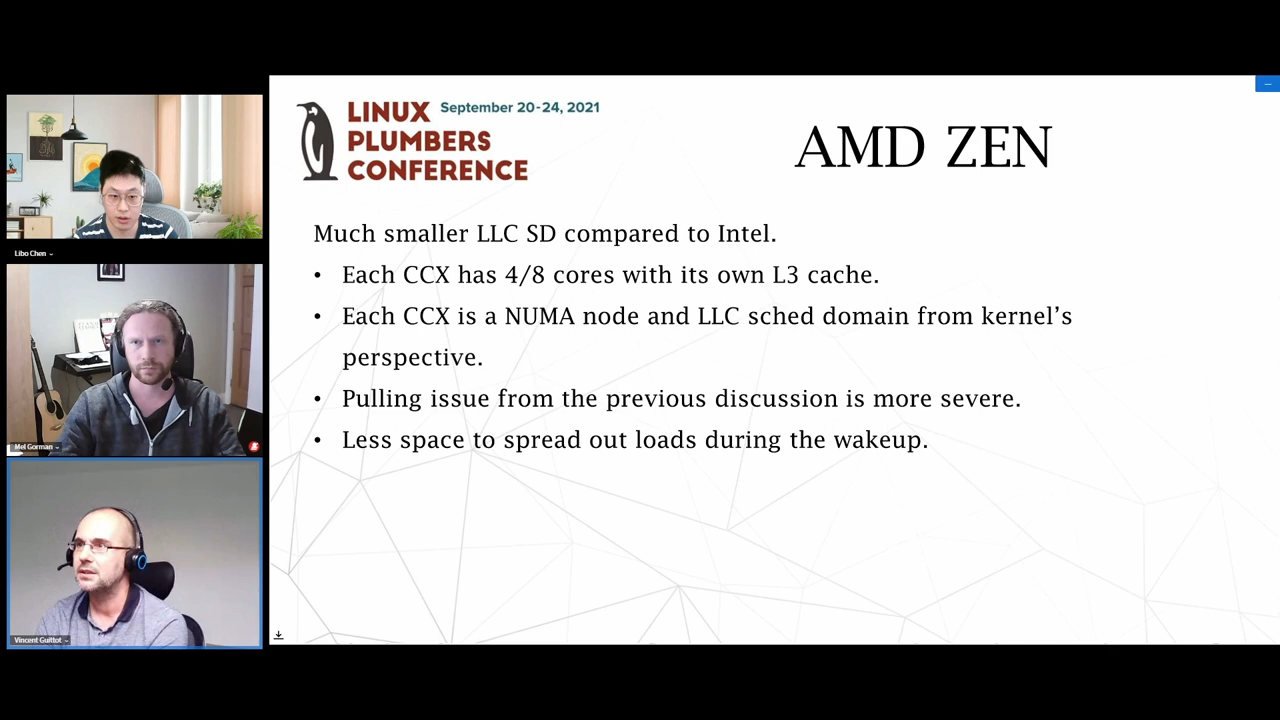 LINUX September 20-24, 2021
PLUMBERS
CONFERENCE
AMD ZEN
Much smaller LLC SD compared to Intel.
• Each CCX has 4/8 cores with its own L3 cache.
• Each CCX is a NUMA node and LLC sched domain from kernel’s
perspective.
• Pulling issue from the previous discussion is more severe.
• Less space to spread out loads during the wakeup.
Libo Chen
Mel Gorman
Vincent Guittot